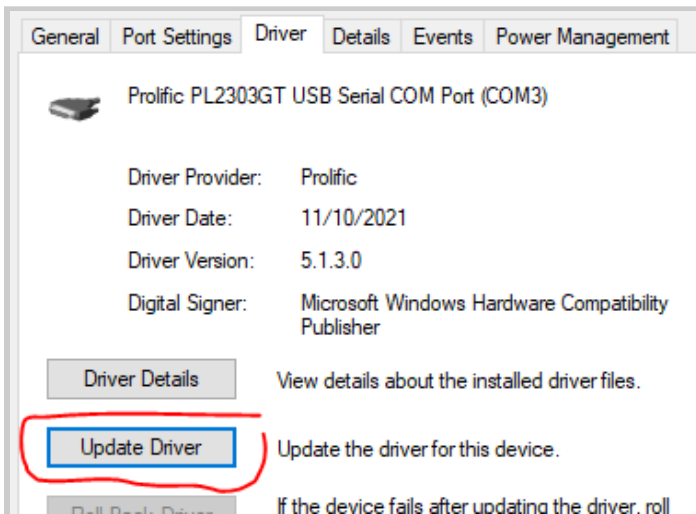 General Port Settings Driver Details Events Power Management
Prolific PL2303GT USB Serial COM Port (COM3)
Driver Provider: Prolific
Driver Date: 11/10/2021
Driver Version: 5.1.3.0
Digital Signer: Microsoft Windows Hardware Compatibility
Publisher
Driver Details View details about the installed driver files.
Update Driver Update the driver for this device.
Roll Back Driver If the device fails after updating the driver, roll